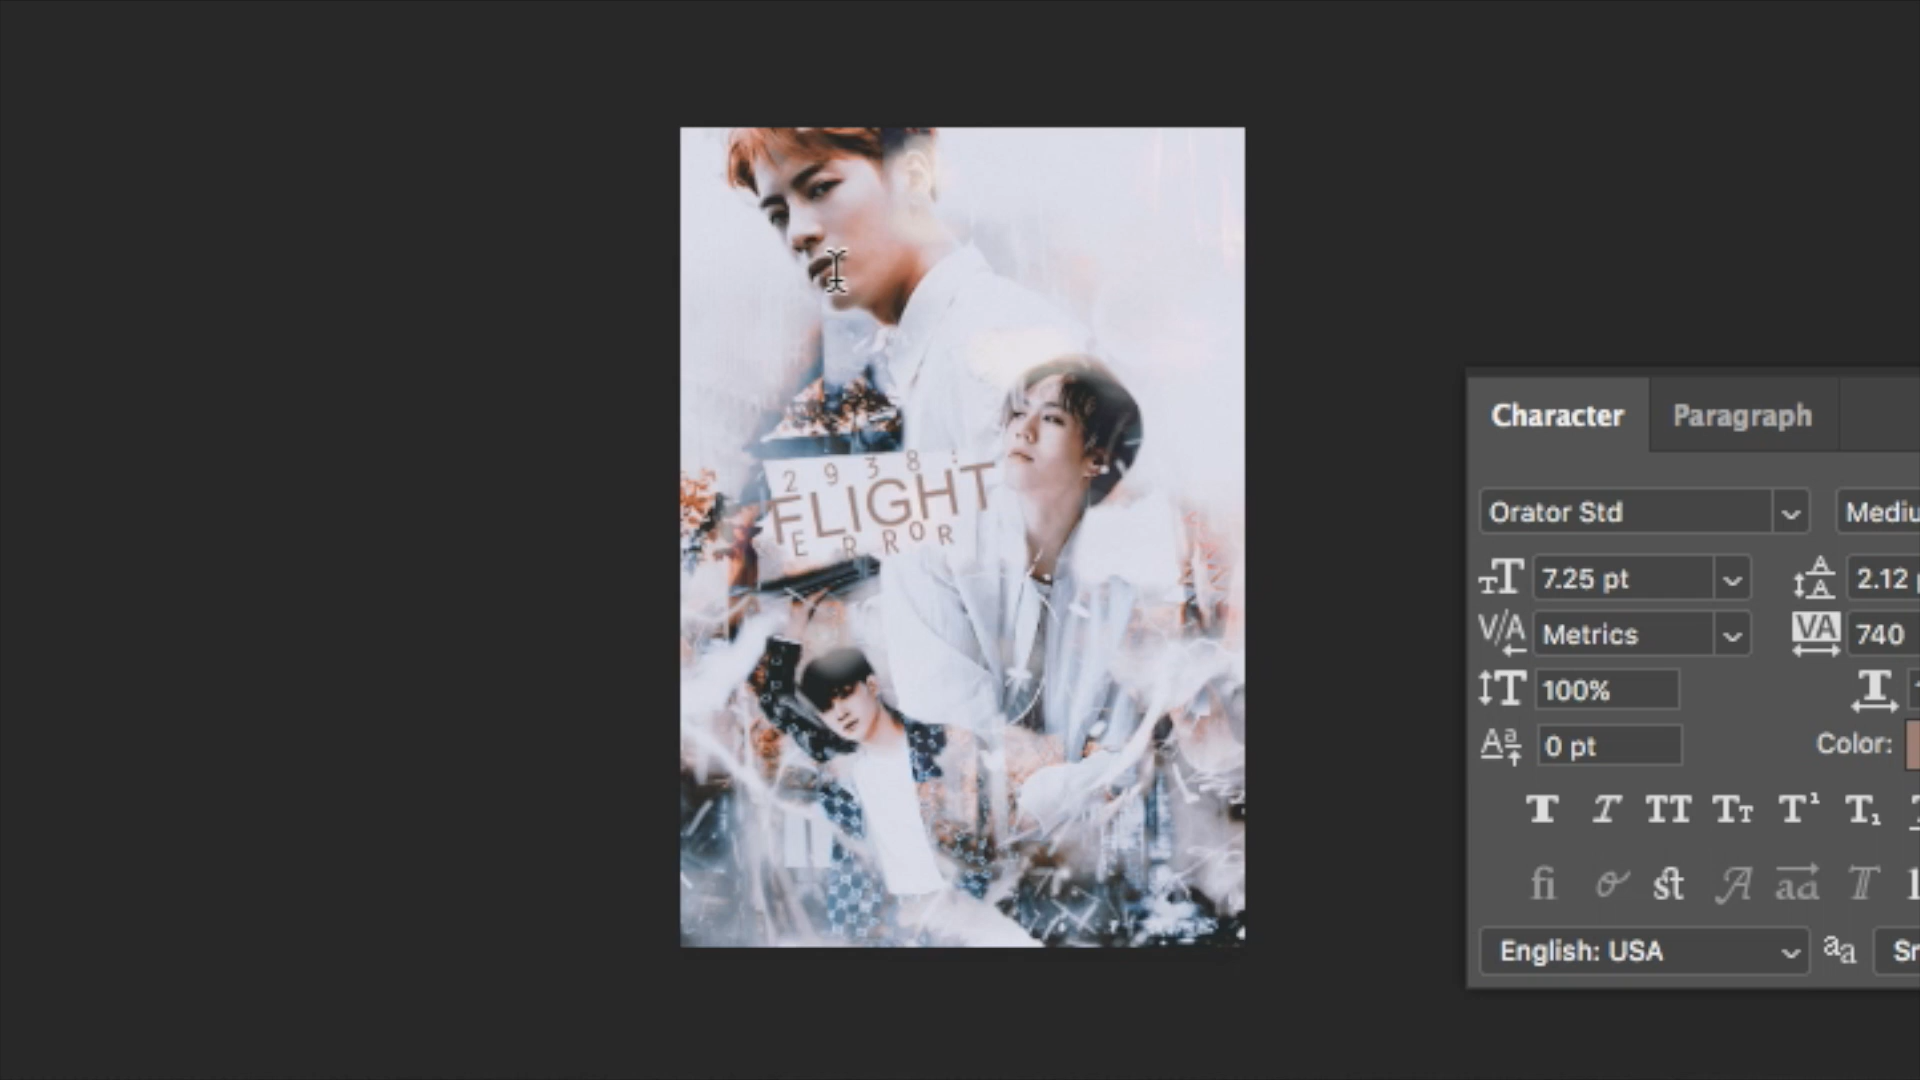 2938:
FLIGHT
ERROR
Character Paragraph
Orator Std Mediu
7.25 pt 2.12 p
Metrics 740
100%
0 pt Color:
English: USA